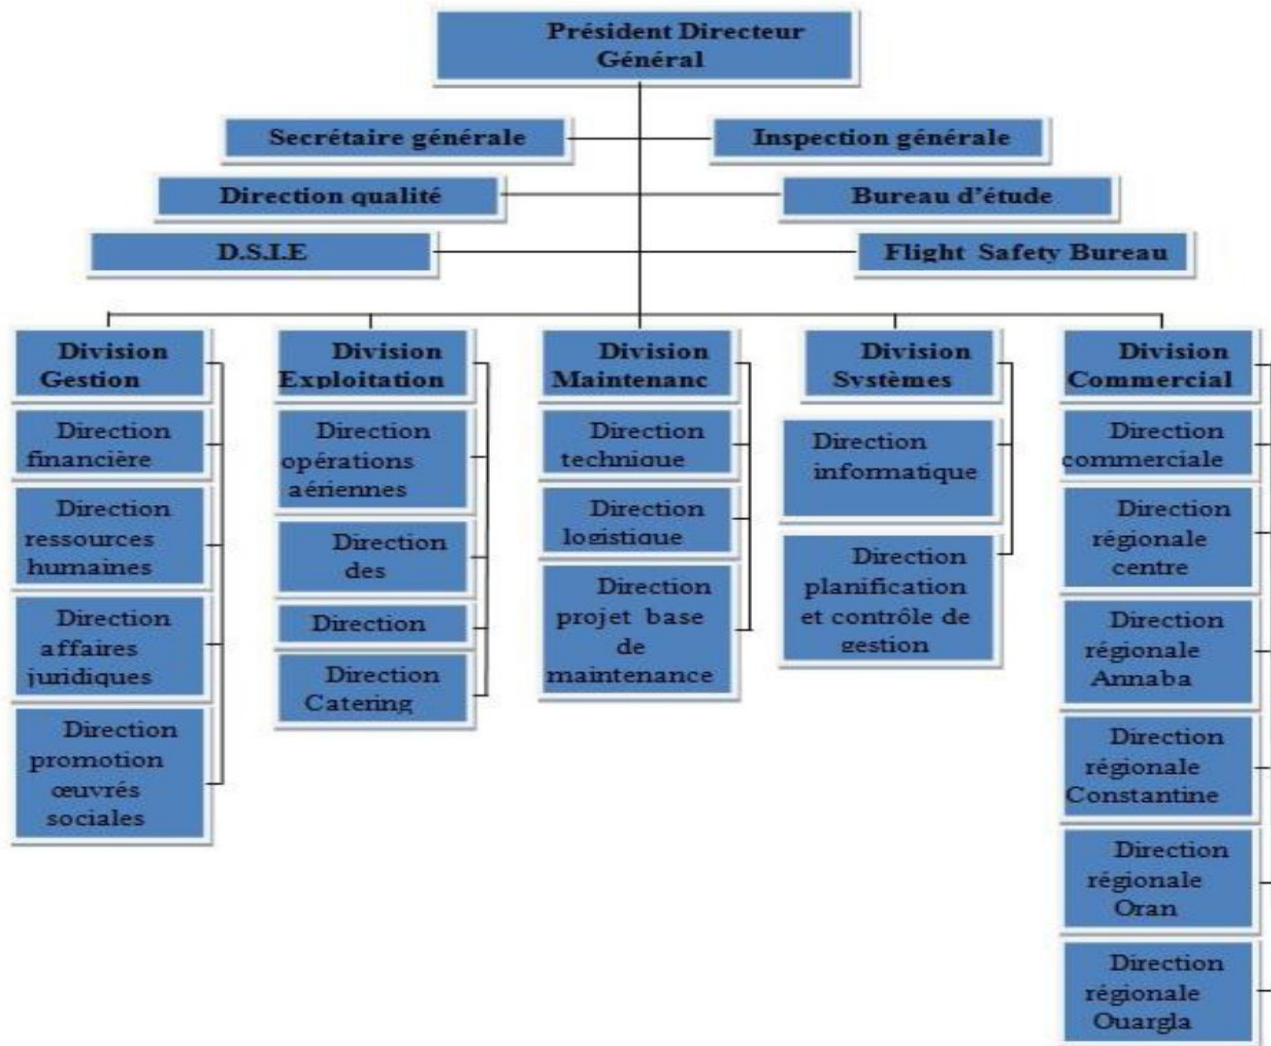 Président Directeur
Général
Secrétaire générale
Inspection générale
Direction qualité
Bureau d'étude
D.S.I.E
Flight Safety Bureau
Division
Gestion
Direction
financière
Direction
ressources
humaines
Direction
affaires
juridiques
Direction
promotion
œuvrés
sociales
Division
Exploitation
Direction
opérations
aériennes
Direction
des
Direction
Direction
Catering
Division
Maintenanc
Direction
technique
Direction
logistique
Direction
projet base
de
maintenance
Division
Systèmes
Direction
informatique
Direction
planification
et contrôle de
gestion
Division
Commercial
Direction
commerciale
Direction
régionale
centre
Direction
régionale
Annaba
Direction
régionale
Constantine
Direction
régionale
Oran
Direction
régionale
Ouargla